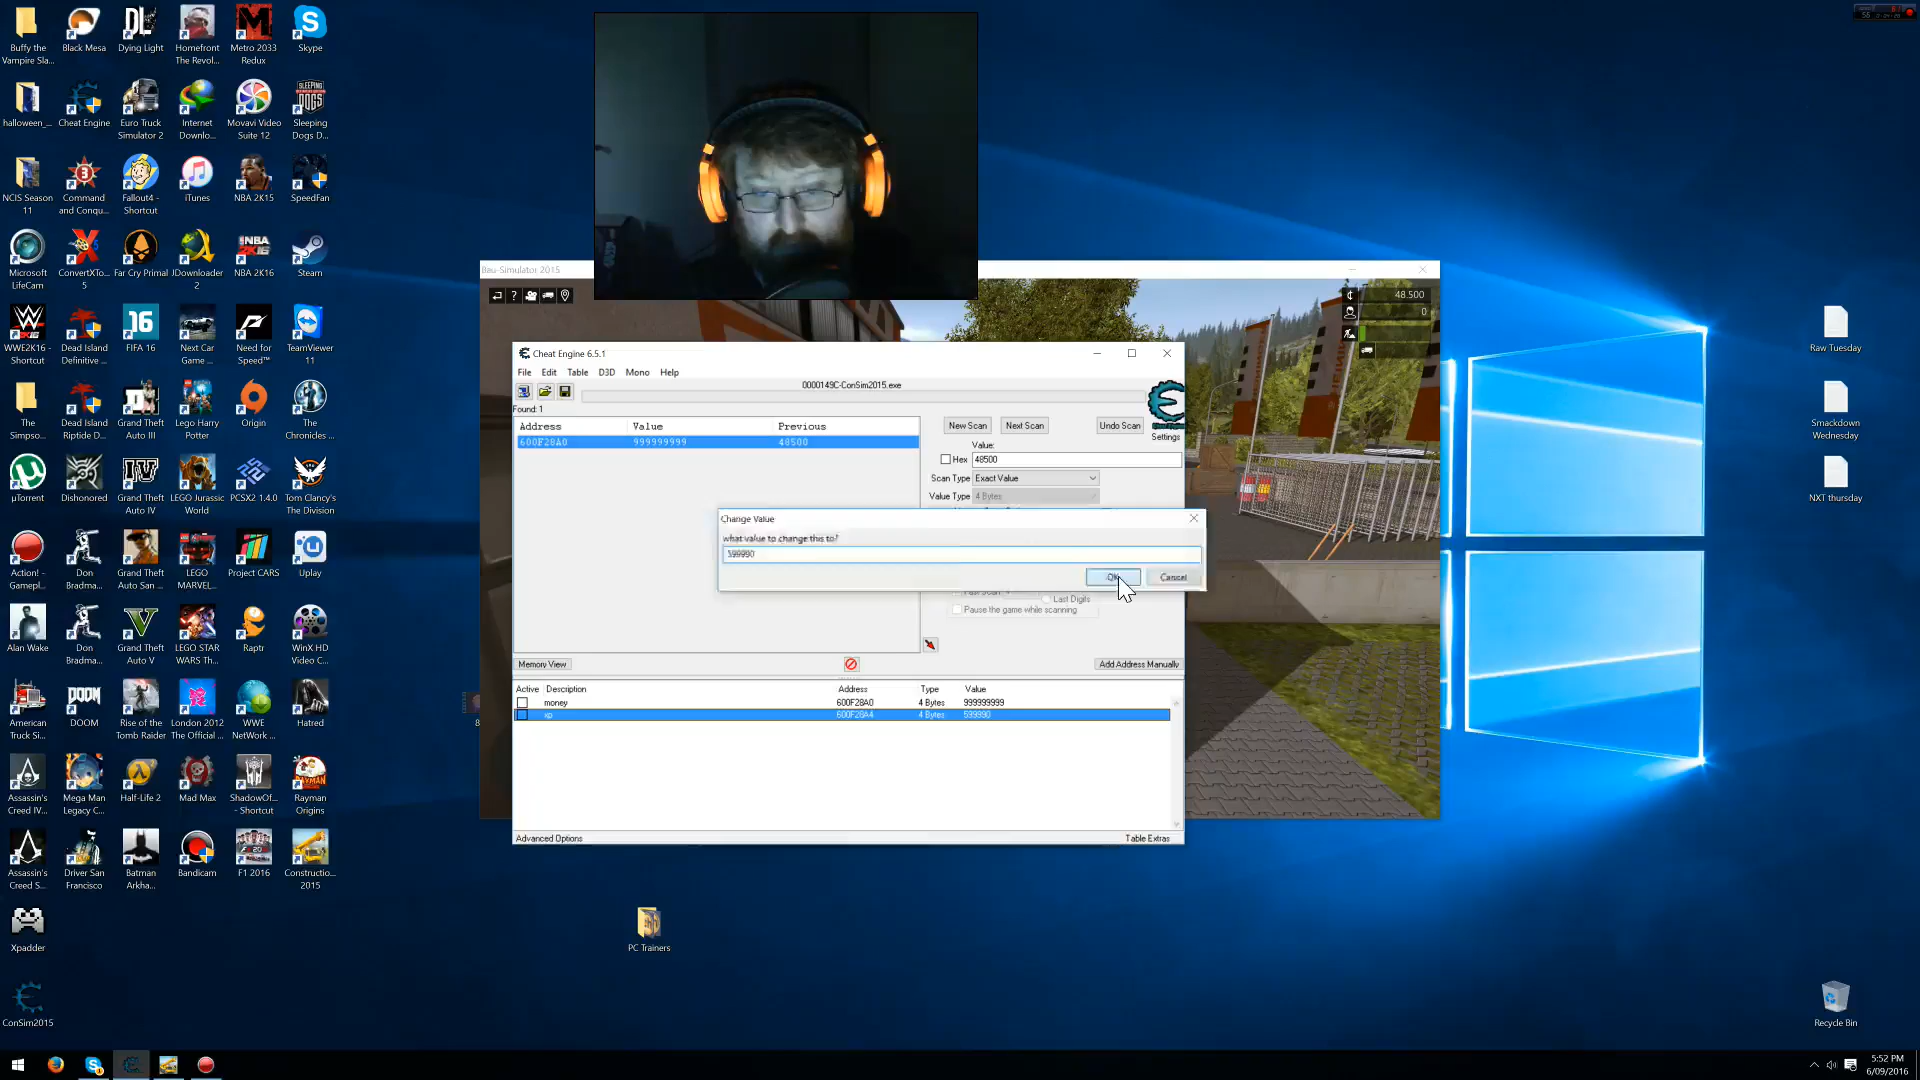 Buffy the Vampire Sla...
Black Mesa
Dying Light
Homefront The Revol...
Metro 2033 Redux
Skype
halloween_...
Cheat Engine
Euro Truck Simulator 2
Internet Downlo...
Movavi Video Suite 12
Sleeping Dogs D...
NCIS Season 11
Command and Conqu...
Fallout4 - Shortcut
iTunes
NBA 2K15
SpeedFan
Microsoft LifeCam
ConvertXTo... 5
Far Cry Primal
JDownloader 2
NBA 2K16
Steam
WWE2K16 - Shortcut
Dead Island Definitive ...
FIFA 16
Next Car Game ...
Need for Speed™
TeamViewer 11
The Simpso...
Dead Island Riptide D...
Grand Theft Auto III
Lego Harry Potter
Origin
The Chronicles ...
µTorrent
Dishonored
Grand Theft Auto IV
LEGO Jurassic World
PCSX2 1.4.0
Tom Clancy's The Division
Action! - Gamepl...
Don Bradma...
Grand Theft Auto San ...
LEGO MARVEL...
Project CARS
Uplay
Alan Wake
Don Bradma...
Grand Theft Auto V
LEGO STAR WARS Th...
Raptr
WinX HD Video C...
American Truck Si...
DOOM
Rise of the Tomb Raider
London 2012 The Official ...
WWE NetWork ...
Hatred
Assassin's Creed IV...
Mega Man Legacy C...
Half-Life 2
Mad Max
ShadowOf... - Shortcut
Rayman Origins
Assassin's Creed S...
Driver San Francisco
Batman Arkha...
Bandicam
F1 2016
Constructio... 2015
Xpadder
ConSim2015
PC Trainers
Raw Tuesday
Smackdown Wednesday
NXT thursday
Recycle Bin
Bau-Simulator 2015
48.500
0
Cheat Engine 6.5.1
File Edit Table D3D Mono Help
0000149C-ConSim2015.exe
Found: 1
Address Value Previous
600F28A0 999999999 48500
New Scan Next Scan Undo Scan
Settings
Value:
Hex 48500
Scan Type Exact Value
Value Type 4 Bytes
Change Value
what value to change this to?
599990
OK Cancel
Last Digits
Pause the game while scanning
Memory View
Add Address Manually
Active Description Address Type Value
money 600F28A0 4 Bytes 999999999
xp 600F28A4 4 Bytes 599990
Advanced Options
Table Extras
5:52 PM
6/09/2016